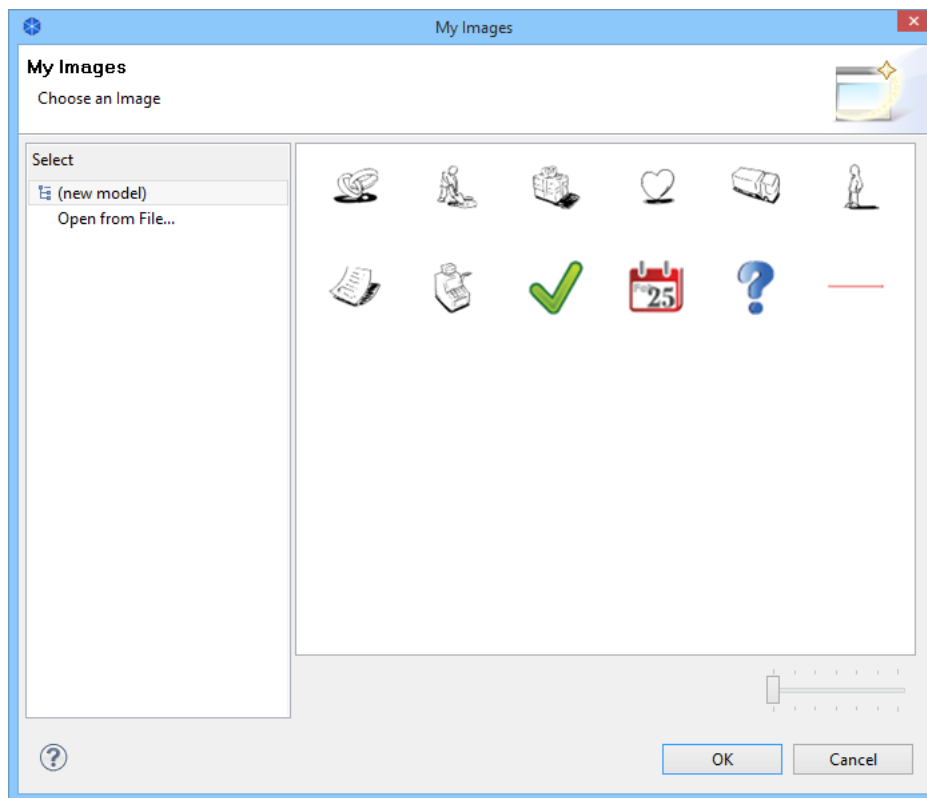 My Images
My Images
Choose an Image
Select
(new model)
Open from File...
25
?
OK
Cancel